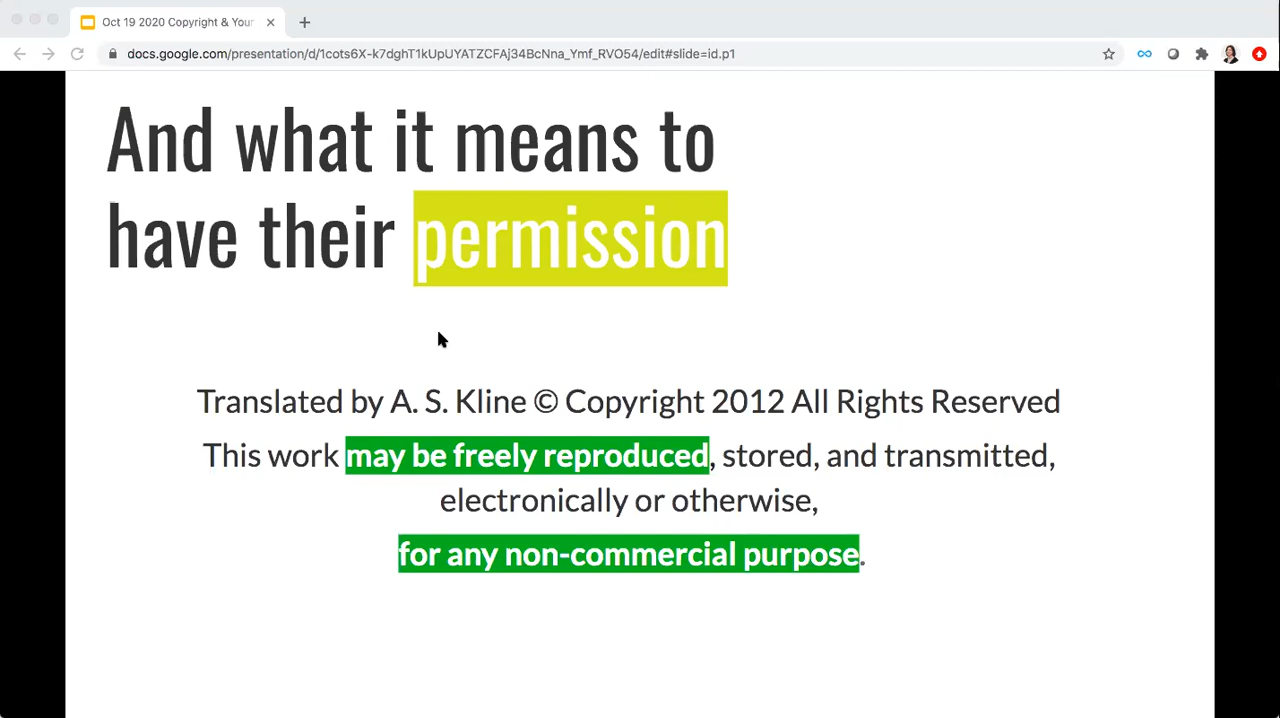 Oct 19 2020 Copyright & Your
docs.google.com/presentation/d/1cots6X-k7dghT1kUpUYATZCFAj34BcNna_Ymf_RVO54/edit#slide=id.p1
And what it means to
have their permission
Translated by A. S. Kline © Copyright 2012 All Rights Reserved
This work may be freely reproduced, stored, and transmitted,
electronically or otherwise,
for any non-commercial purpose.